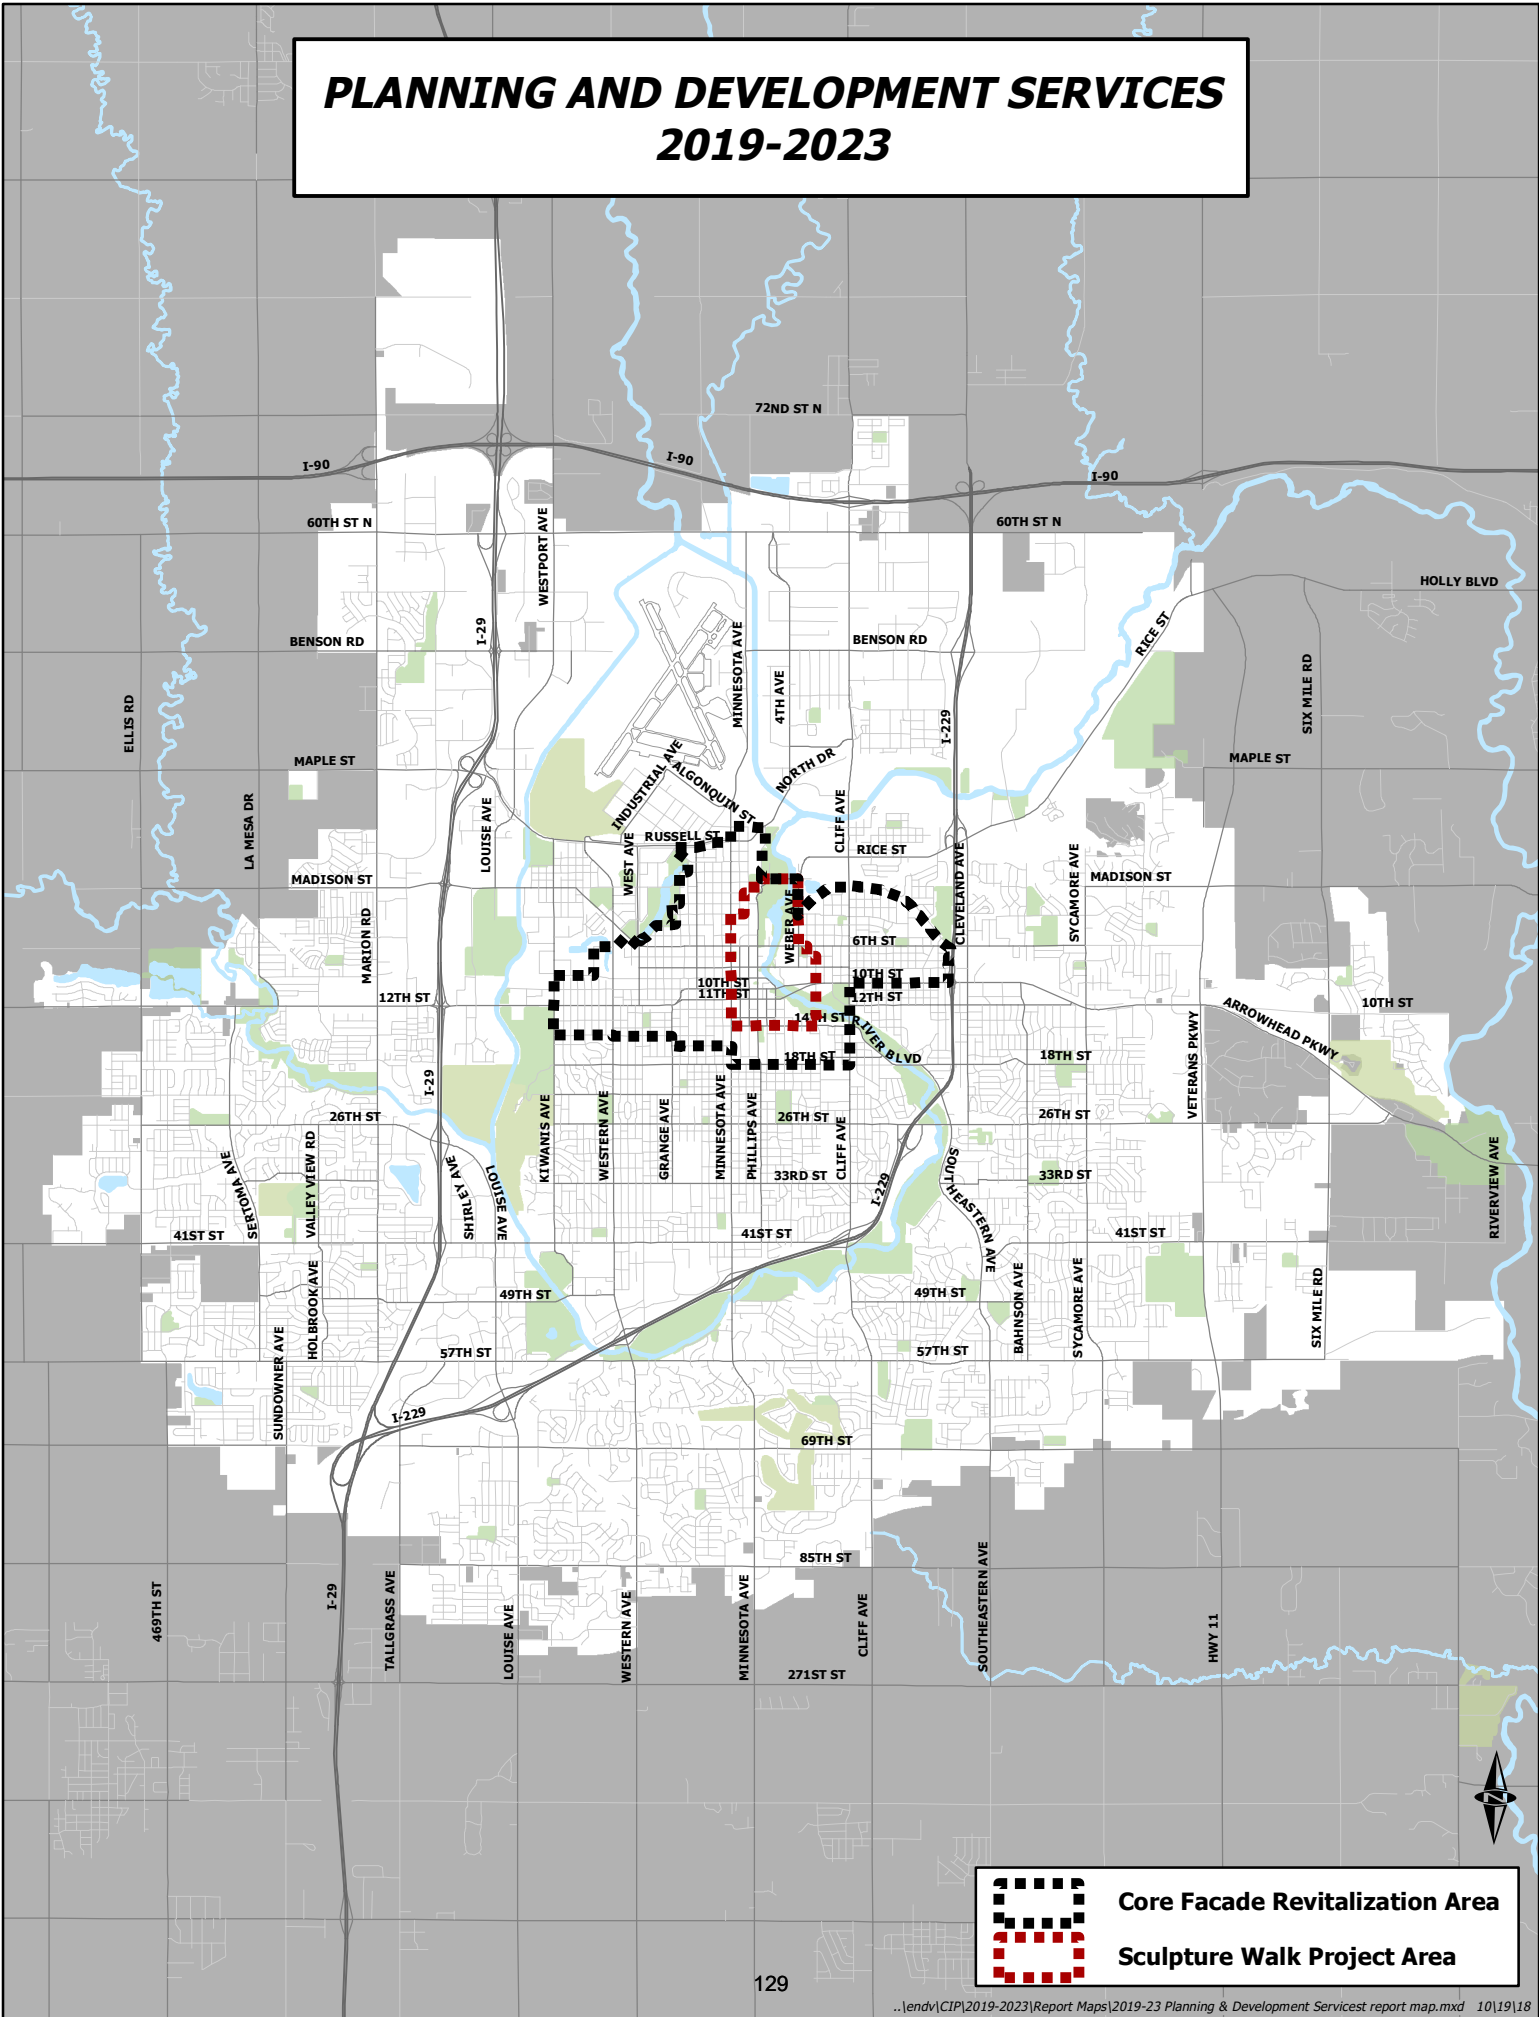 PLANNING AND DEVELOPMENT SERVICES
2019-2023
72ND ST N
I-90
I-90
I-90
60TH ST N
60TH ST N
WESTPORT AVE
HOLLY BLVD
BENSON RD
I-29
MINNESOTA AVE
BENSON RD
RICE ST
ELLIS RD
4TH AVE
I-229
SIX MILE RD
MAPLE ST
INDUSTRIAL AVE
ALGONQUIN ST
NORTH DR
MAPLE ST
LA MESA DR
LOUISE AVE
RUSSELL ST
CLIFF AVE
RICE ST
WEST AVE
CLEVELAND AVE
SYCAMORE AVE
MADISON ST
MADISON ST
MARION RD
WEBER AVE
6TH ST
10TH ST
10TH ST
11TH ST
12TH ST
12TH ST
10TH ST
14TH ST
RIVER BLVD
ARROWHEAD PKWY
18TH ST
18TH ST
I-29
VETERANS PKWY
26TH ST
KIWANIS AVE
WESTERN AVE
GRANGE AVE
MINNESOTA AVE
PHILLIPS AVE
26TH ST
CLIFF AVE
26TH ST
SERTOMA AVE
VALLEY VIEW RD
SHIRLEY AVE
LOUISE AVE
33RD ST
I-229
SOUTHEASTERN AVE
33RD ST
RIVERVIEW AVE
41ST ST
41ST ST
41ST ST
HOLBROOK AVE
49TH ST
49TH ST
BAHNSON AVE
SYCAMORE AVE
SIX MILE RD
SUNDOWNER AVE
57TH ST
57TH ST
I-229
69TH ST
85TH ST
469TH ST
I-29
TALLGRASS AVE
LOUISE AVE
WESTERN AVE
MINNESOTA AVE
CLIFF AVE
SOUTHEASTERN AVE
HWY 11
271ST ST
N
Core Facade Revitalization Area
Sculpture Walk Project Area
129
..\endv\CIP\2019-2023\Report Maps\2019-23 Planning & Development Servicest report map.mxd 10\19\18